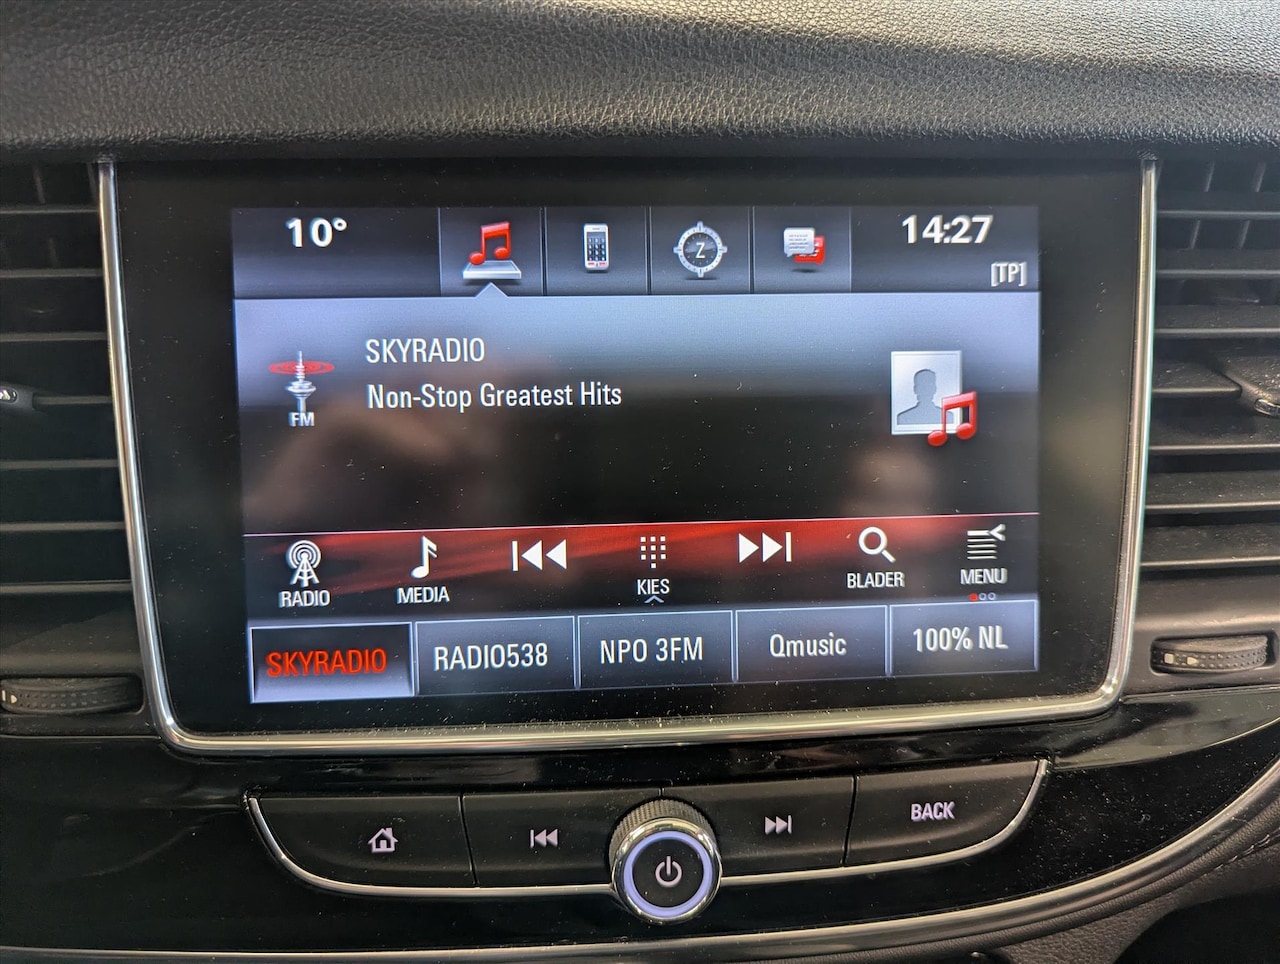 10°
Z
14:27
[TP]
SKYRADIO
Non-Stop Greatest Hits
FM
RADIO
MEDIA
KIES
BLADER
MENU
SKYRADIO
RADIO538
NPO 3FM
Qmusic
100% NL
BACK